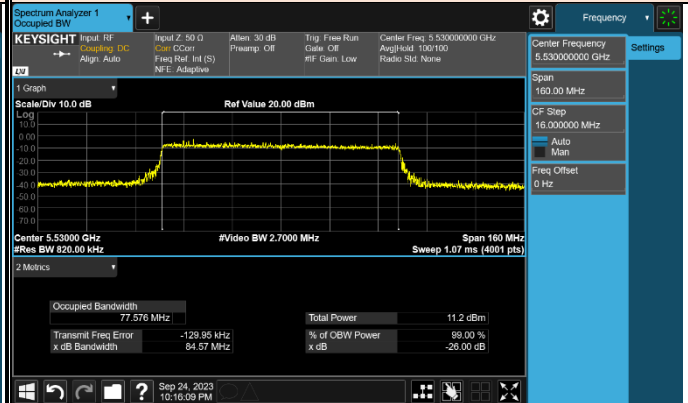 Spectrum Analyzer 1
Occupied BW
Frequency
KEYSIGHT
Input: RF
Coupling: DC
Align: Auto
Input Z: 50 Ω
Corr CCorr
Freq Ref: Int (S)
NFE: Adaptive
Atten: 30 dB
Preamp: Off
Trig: Free Run
Gate: Off
#IF Gain: Low
Center Freq: 5.530000000 GHz
Avg|Hold: 100/100
Radio Std: None
Center Frequency
5.530000000 GHz
Settings
Span
160.00 MHz
CF Step
16.000000 MHz
Auto
Man
Freq Offset
0 Hz
1 Graph
Scale/Div 10.0 dB
Ref Value 20.00 dBm
Log
10.0
0.00
-10.0
-20.0
-30.0
-40.0
-50.0
-60.0
-70.0
Center 5.53000 GHz
#Video BW 2.7000 MHz
Span 160 MHz
#Res BW 820.00 kHz
Sweep 1.07 ms (4001 pts)
2 Metrics
Occupied Bandwidth
77.576 MHz
Total Power
11.2 dBm
Transmit Freq Error
-129.95 kHz
% of OBW Power
99.00 %
x dB Bandwidth
84.57 MHz
x dB
-26.00 dB
Sep 24, 2023
10:16:09 PM